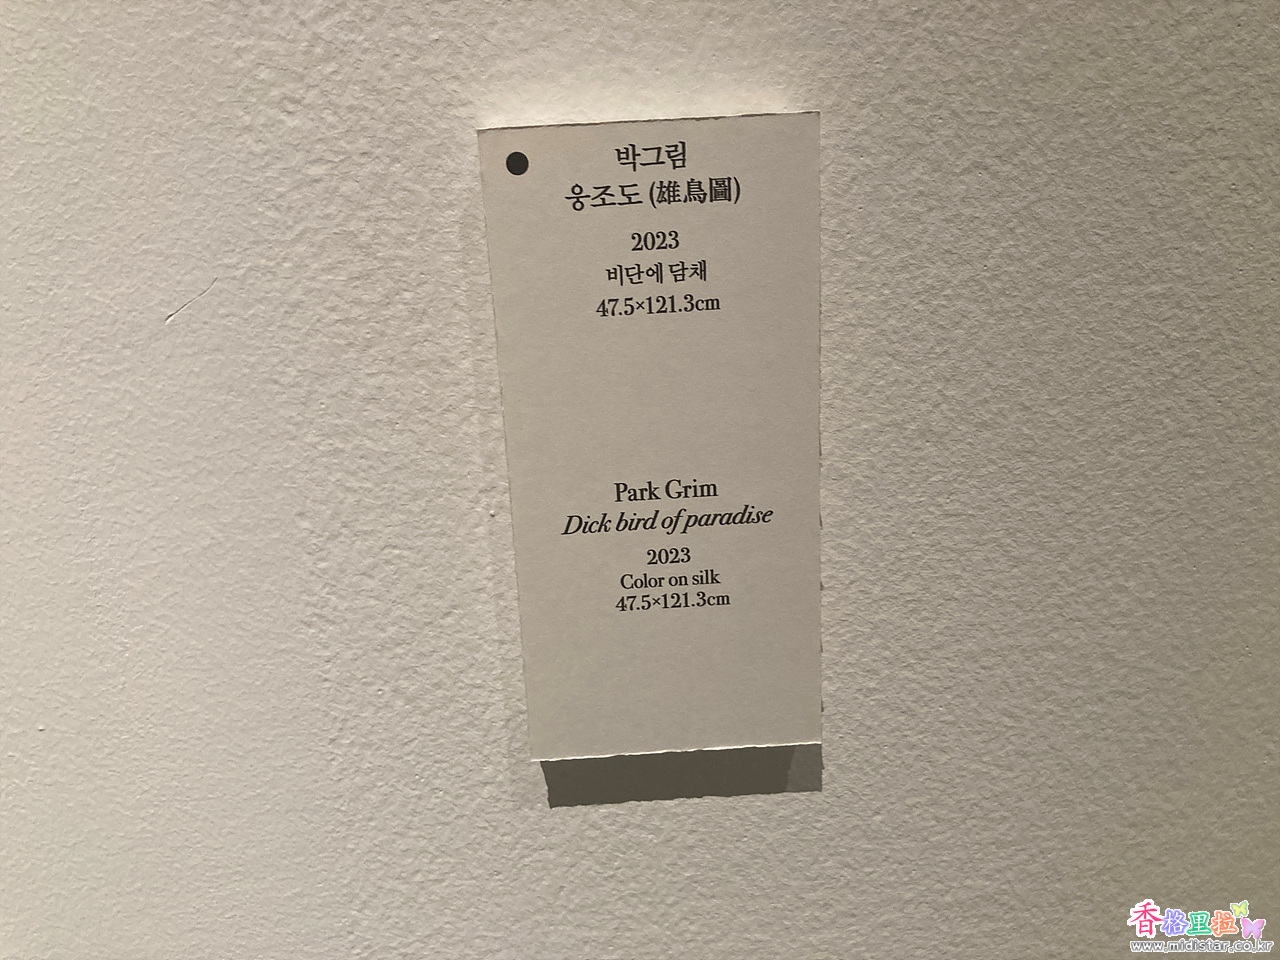 박그림
웅조도 (雄鳥圖)
2023
비단에 담채
47.5×121.3cm
Park Grim
Dick bird of paradise
2023
Color on silk
47.5×121.3cm
香格里拉
www.midistar.co.kr